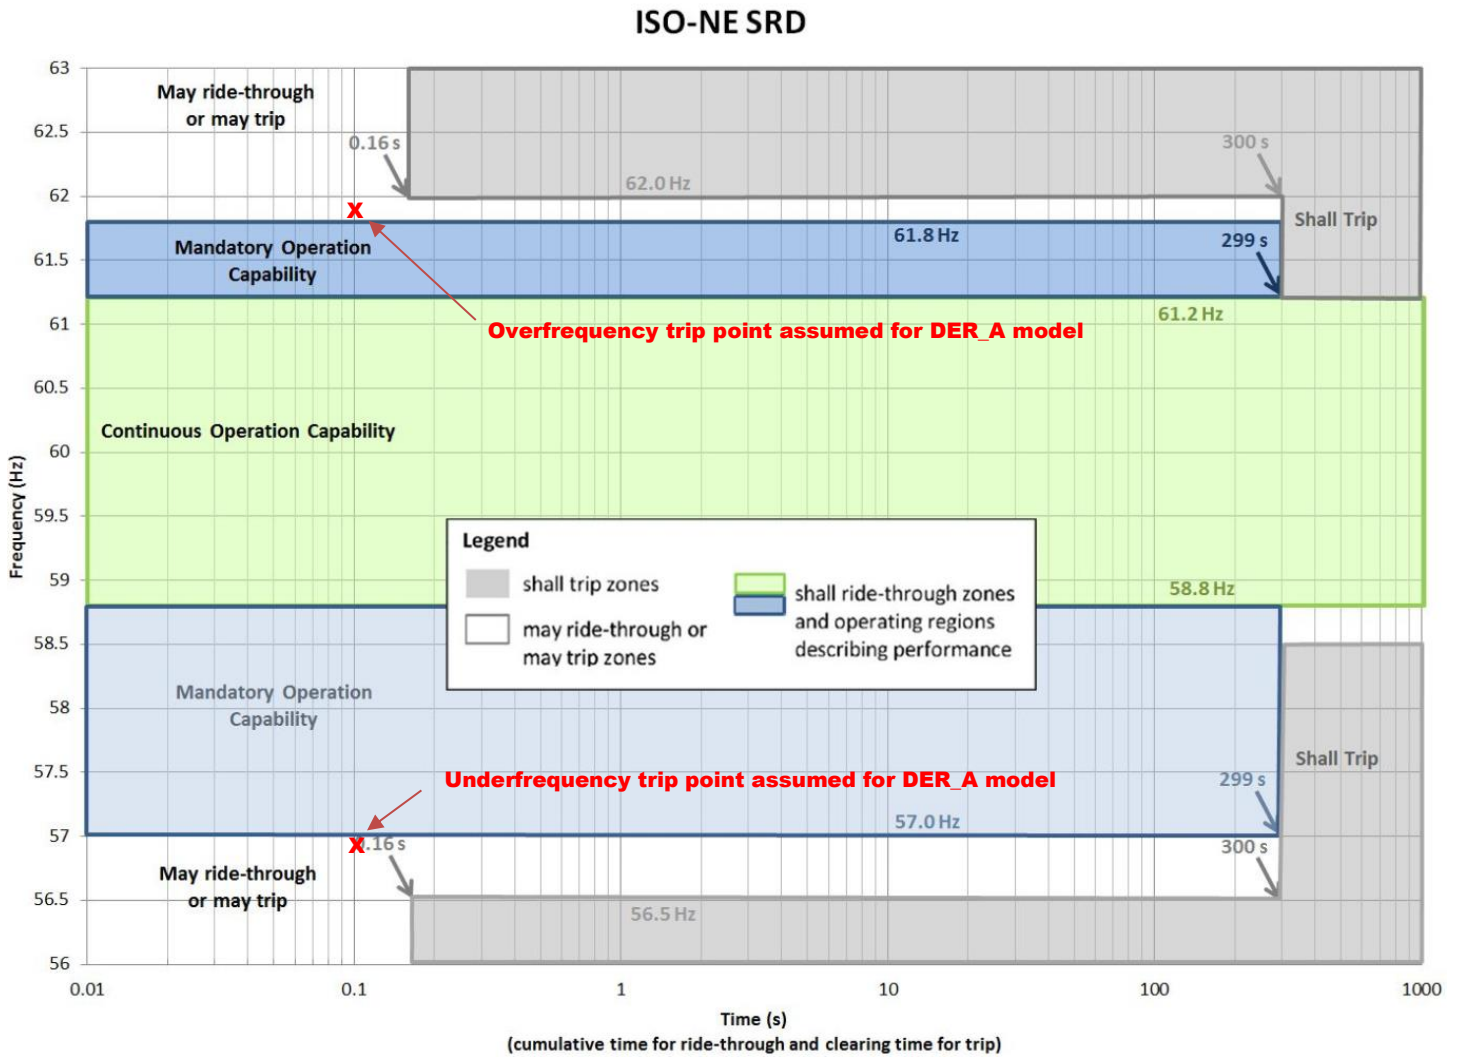 ISO-NE SRD
63
62.5
62
61.5
61
60.5
60
59.5
59
58.5
58
57.5
57
56.5
56
Frequency (Hz)
May ride-through
or may trip
0.16 s
62.0 Hz
300 s
Shall Trip
X
Mandatory Operation
Capability
61.8 Hz
299 s
61.2 Hz
Overfrequency trip point assumed for DER_A model
Continuous Operation Capability
Legend
shall trip zones
may ride-through or
may trip zones
shall ride-through zones
and operating regions
describing performance
58.8 Hz
Mandatory Operation
Capability
Shall Trip
Underfrequency trip point assumed for DER_A model
299 s
57.0 Hz
X
.16 s
300 s
May ride-through
or may trip
56.5 Hz
0.01
0.1
1
10
100
1000
Time (s)
(cumulative time for ride-through and clearing time for trip)